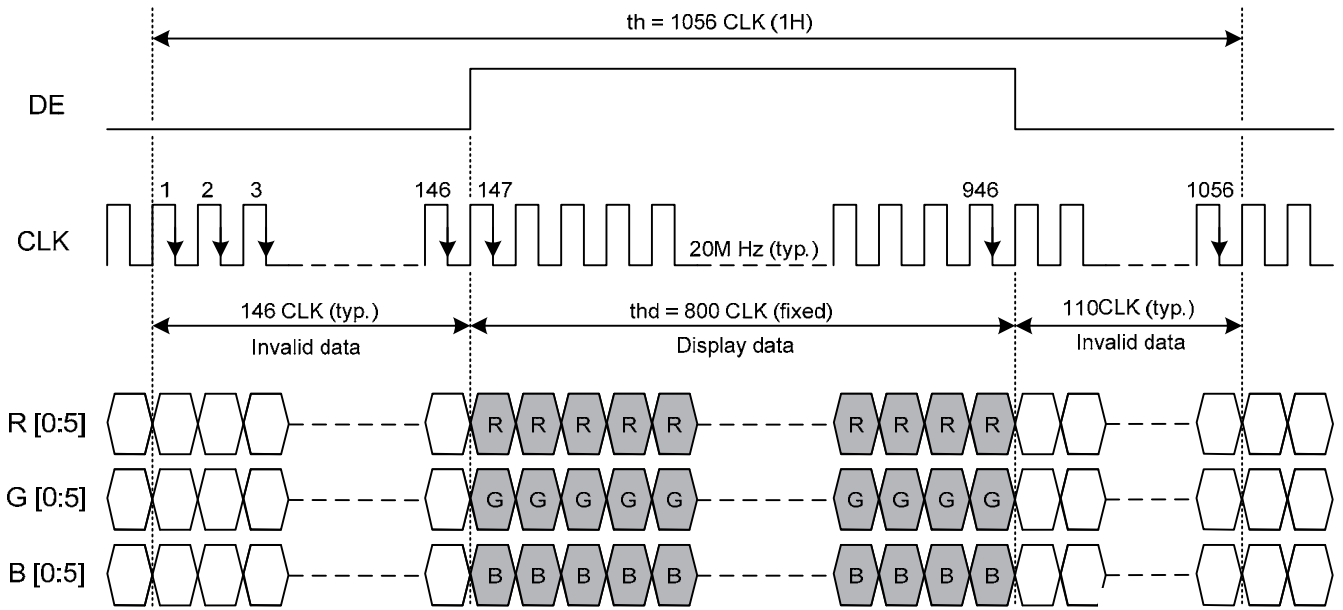 th = 1056 CLK (1H)
DE
1 2 3 146 147 946 1056
CLK
20M Hz (typ.)
146 CLK (typ.) thd = 800 CLK (fixed) 110CLK (typ.)
Invalid data Display data Invalid data
R [0:5] R R R R R R R R R
G [0:5] G G G G G G G G G
B [0:5] B B B B B B B B B